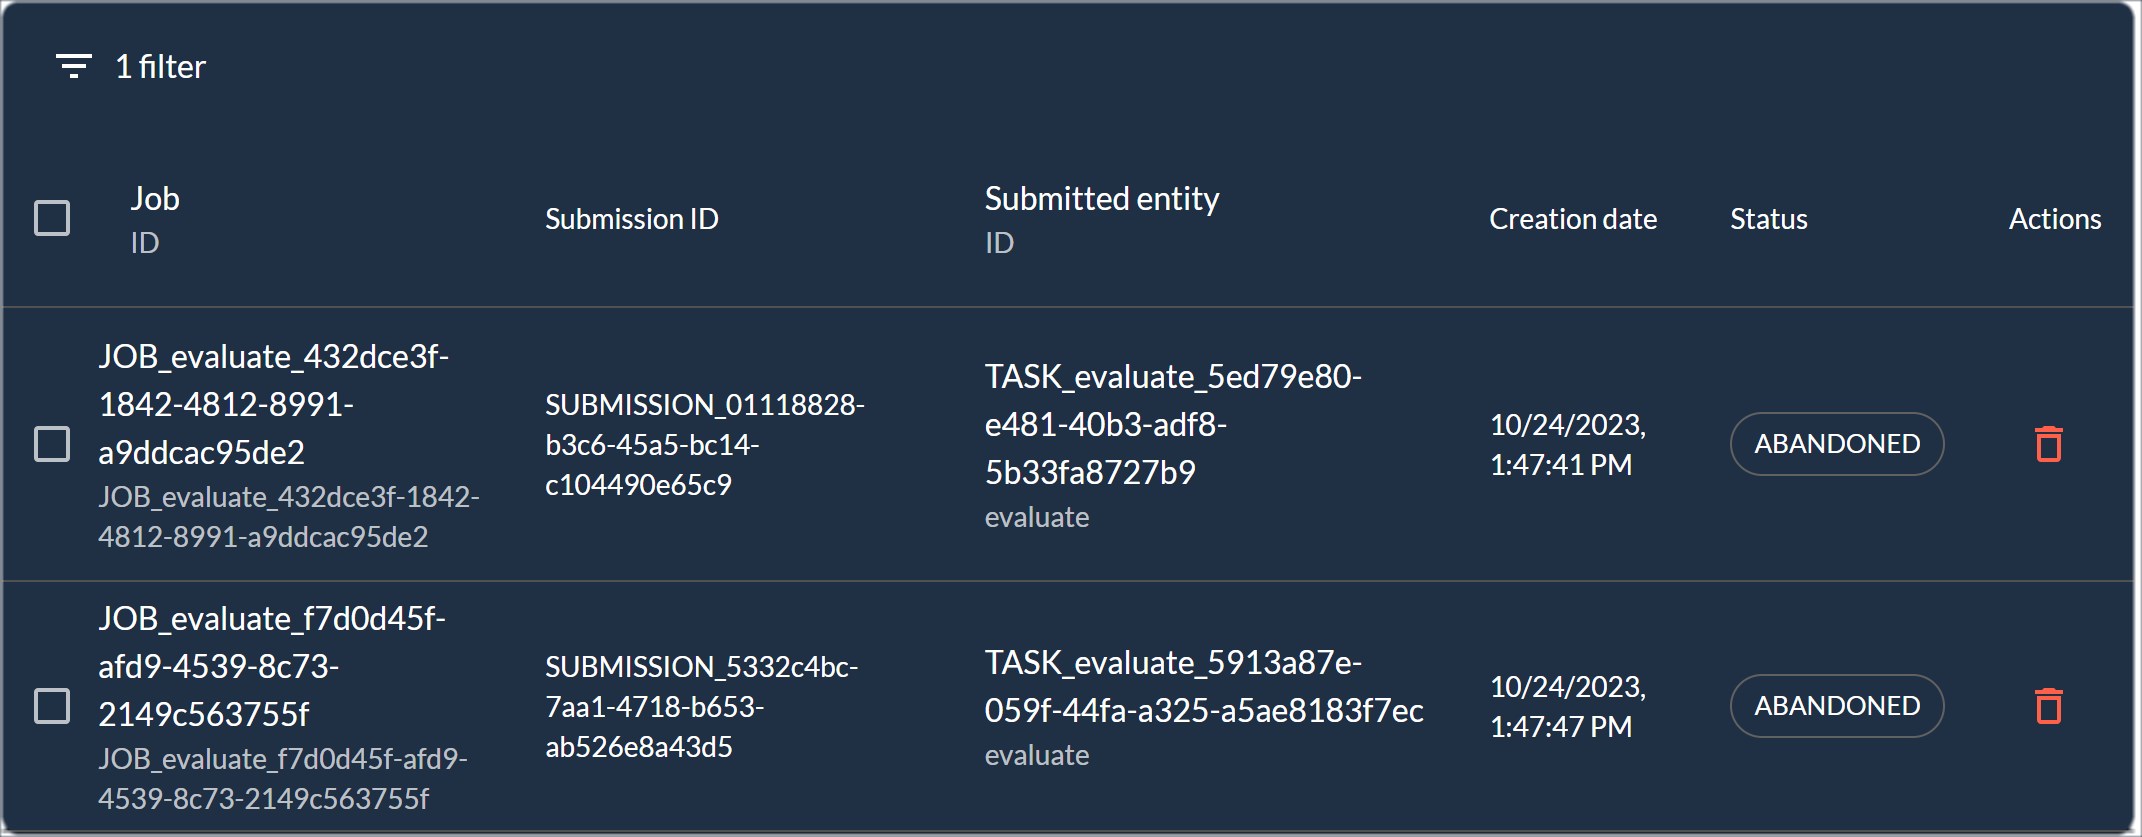 1 filter
Job
ID
Submission ID
Submitted entity
ID
Creation date
Status
Actions
JOB_evaluate_432dce3f-
1842-4812-8991-
a9ddcac95de2
JOB_evaluate_432dce3f-1842-
4812-8991-a9ddcac95de2
SUBMISSION_01118828-
b3c6-45a5-bc14-
c104490e65c9
TASK_evaluate_5ed79e80-
e481-40b3-adf8-
5b33fa8727b9
evaluate
10/24/2023,
1:47:41 PM
ABANDONED
JOB_evaluate_f7d0d45f-
afd9-4539-8c73-
2149c563755f
JOB_evaluate_f7d0d45f-afd9-
4539-8c73-2149c563755f
SUBMISSION_5332c4bc-
7aa1-4718-b653-
ab526e8a43d5
TASK_evaluate_5913a87e-
059f-44fa-a325-a5ae8183f7ec
evaluate
10/24/2023,
1:47:47 PM
ABANDONED